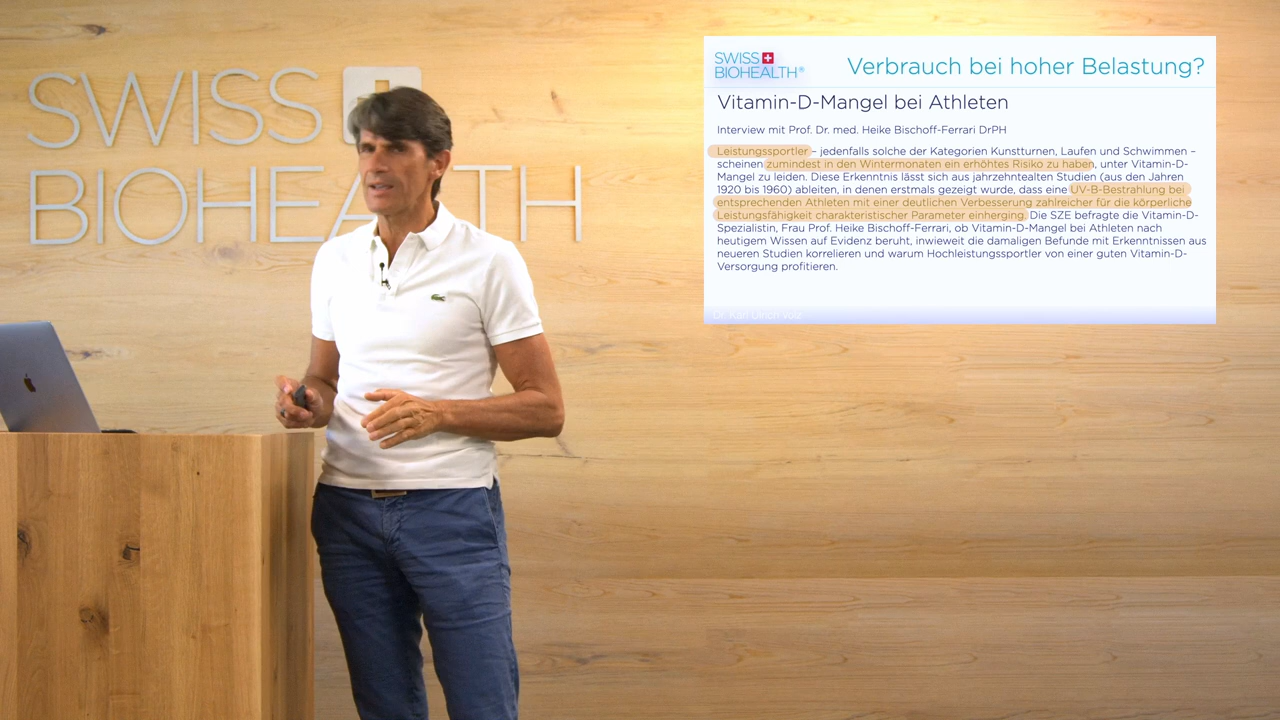 SWISS
BIOHEALTH
SWISS
BIOHEALTH®
Verbrauch bei hoher Belastung?
Vitamin-D-Mangel bei Athleten
Interview mit Prof. Dr. med. Heike Bischoff-Ferrari DrPH
Leistungssportler – jedenfalls solche der Kategorien Kunstturnen, Laufen und Schwimmen –
scheinen zumindest in den Wintermonaten ein erhöhtes Risiko zu haben, unter Vitamin-D-
Mangel zu leiden. Diese Erkenntnis lässt sich aus jahrzehntealten Studien (aus den Jahren
1920 bis 1960) ableiten, in denen erstmals gezeigt wurde, dass eine UV-B-Bestrahlung bei
entsprechenden Athleten mit einer deutlichen Verbesserung zahlreicher für die körperliche
Leistungsfähigkeit charakteristischer Parameter einherging. Die SZE befragte die Vitamin-D-
Spezialistin, Frau Prof. Heike Bischoff-Ferrari, ob Vitamin-D-Mangel bei Athleten nach
heutigem Wissen auf Evidenz beruht, inwieweit die damaligen Befunde mit Erkenntnissen aus
neueren Studien korrelieren und warum Hochleistungssportler von einer guten Vitamin-D-
Versorgung profitieren.
Dr. Karl Ulrich Volz